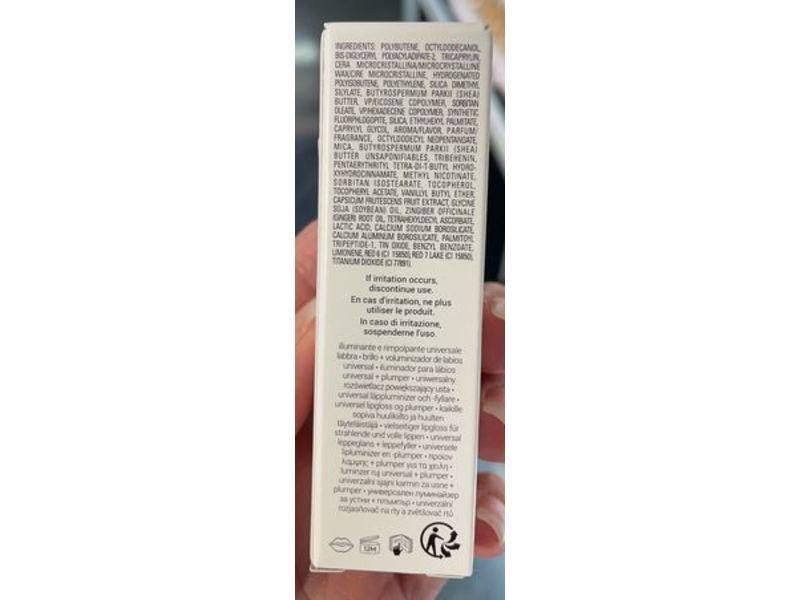 INGREDIENTS: POLYBUTENE, OCTYLDODECANOL,
BIS-DIGLYCERYL POLYACYLADIPATE-2, TRICAPRYLIN,
CERA MICROCRISTALLINA/MICROCRYSTALLINE
WAX/CIRE MICROCRISTALLINE, HYDROGENATED
POLYISOBUTENE, POLYETHYLENE, SILICA DIMETHYL
SILYLATE, BUTYROSPERMUM PARKII (SHEA)
BUTTER, VP/EICOSENE COPOLYMER, SORBITAN
OLEATE, VP/HEXADECENE COPOLYMER, SYNTHETIC
FLUORPHLOGOPITE, SILICA, ETHYLHEXYL PALMITATE,
CAPRYLYL GLYCOL, AROMA/FLAVOR, PARFUM/
FRAGRANCE, OCTYLDODECYL NEOPENTANOATE,
MICA, BUTYROSPERMUM PARKII (SHEA)
BUTTER UNSAPONIFIABLES, TRIBEHENIN,
PENTAERYTHRITYL TETRA-DI-T-BUTYL HYDRO-
XYHYDROCINNAMATE, METHYL NICOTINATE,
SORBITAN ISOSTEARATE, TOCOPHEROL,
TOCOPHERYL ACETATE, VANILLYL BUTYL ETHER,
CAPSICUM FRUTESCENS FRUIT EXTRACT, GLYCINE
SOJA (SOYBEAN) OIL, ZINGIBER OFFICINALE
(GINGER) ROOT OIL, TETRAHEXYLDECYL ASCORBATE,
LACTIC ACID, CALCIUM SODIUM BOROSILICATE,
CALCIUM ALUMINUM BOROSILICATE, PALMITOYL
TRIPEPTIDE-1, TIN OXIDE, BENZYL BENZOATE,
LIMONENE, RED 6 (CI 15850), RED 7 LAKE (CI 15850),
TITANIUM DIOXIDE (CI 77891).
If irritation occurs,
discontinue use.
En cas d'irritation, ne plus
utiliser le produit.
In caso di irritazione,
sospenderne l'uso.
illuminante e rimpolpante universale
labbra • brillo + voluminizador de labios
universal • iluminador para lábios
universal + plumper • uniwersalny
rozświetlacz powiększający usta •
universal läppluminizer och -fyllare •
universel lipgloss og plumper • kaikille
sopiva huulikiilto ja huulten
täyteläistäjä • vielseitiger lipgloss für
strahlende und volle lippen • universal
leppeglans + leppefyller • universele
lipluminizer en -plumper • προϊόν
λάμψης + plumper για τα χείλη •
luminizer ruj universal + plumper •
univerzalni sjajni karmin za usne +
plumper • универсален луминайзер
за устни + плъмпър • univerzální
rozjasňovač na rty a zvětšovač rtů
12M